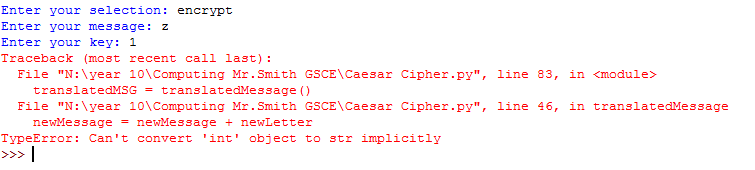 Enter your selection: encrypt
Enter your message: z
Enter your key: 1
Traceback (most recent call last):
  File "N:\year 10\Computing Mr.Smith GSCE\Caesar Cipher.py", line 83, in <module>
    translatedMSG = translatedMessage()
  File "N:\year 10\Computing Mr.Smith GSCE\Caesar Cipher.py", line 46, in translatedMessage
    newMessage = newMessage + newLetter
TypeError: Can't convert 'int' object to str implicitly
>>>